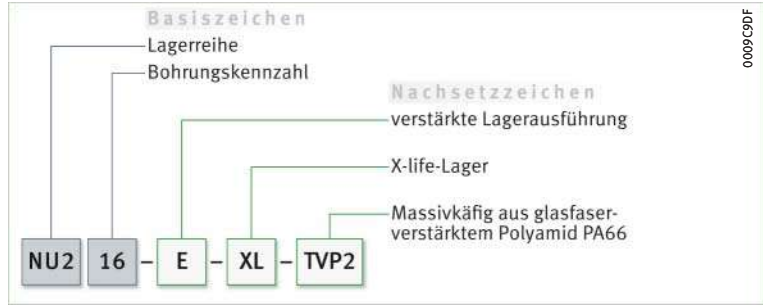 Basiszeichen
Lagerreihe
Bohrungskennzahl
Nachsetzzeichen
verstärkte Lagerausführung
X-life-Lager
Massivkäfig aus glasfaser-
verstärktem Polyamid PA66
NU2 16 – E – XL – TVP2
0009C9DF